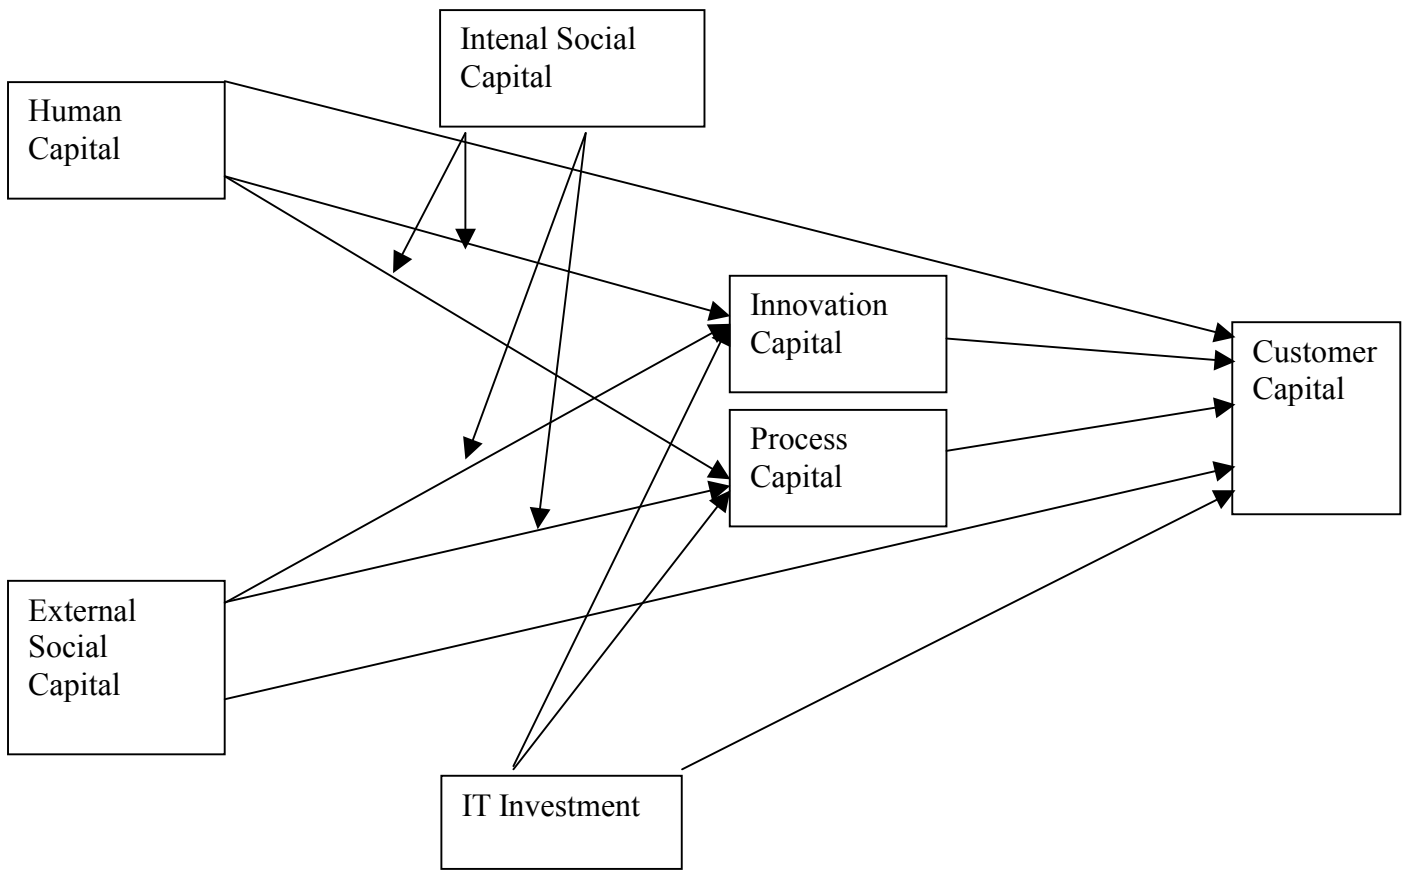 Intenal Social
Capital
Human
Capital
Innovation
Capital
Customer
Capital
Process
Capital
External
Social
Capital
IT Investment